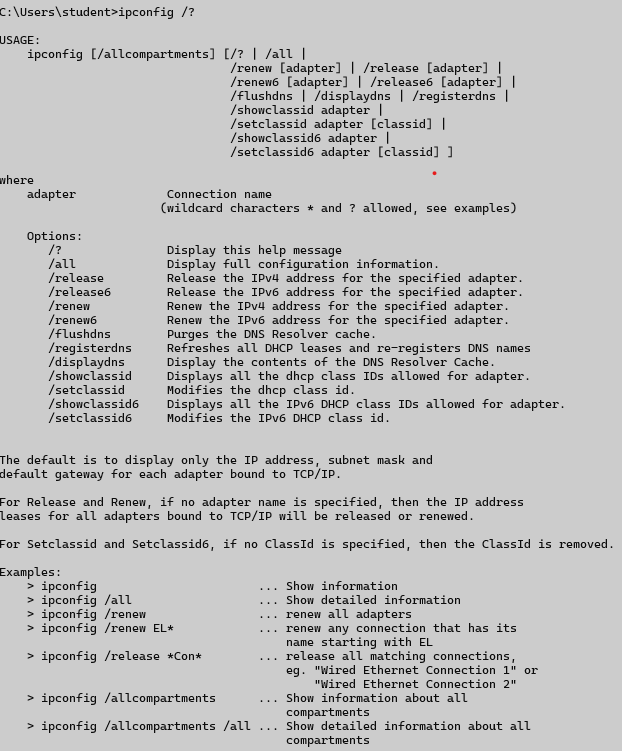 C:\Users\student>ipconfig /?
USAGE:
ipconfig [/allcompartments] [/? | /all |
/renew [adapter] | /release [adapter] |
/renew6 [adapter] | /release6 [adapter] |
/flushdns | /displaydns | /registerdns |
/showclassid adapter |
/setclassid adapter [classid] |
/showclassid6 adapter |
/setclassid6 adapter [classid] ]
where
adapter Connection name
(wildcard characters * and ? allowed, see examples)
Options:
/? Display this help message
/all Display full configuration information.
/release Release the IPv4 address for the specified adapter.
/release6 Release the IPv6 address for the specified adapter.
/renew Renew the IPv4 address for the specified adapter.
/renew6 Renew the IPv6 address for the specified adapter.
/flushdns Purges the DNS Resolver cache.
/registerdns Refreshes all DHCP leases and re-registers DNS names
/displaydns Display the contents of the DNS Resolver Cache.
/showclassid Displays all the dhcp class IDs allowed for adapter.
/setclassid Modifies the dhcp class id.
/showclassid6 Displays all the IPv6 DHCP class IDs allowed for adapter.
/setclassid6 Modifies the IPv6 DHCP class id.
The default is to display only the IP address, subnet mask and
default gateway for each adapter bound to TCP/IP.
For Release and Renew, if no adapter name is specified, then the IP address
leases for all adapters bound to TCP/IP will be released or renewed.
For Setclassid and Setclassid6, if no ClassId is specified, then the ClassId is removed.
Examples:
> ipconfig ... Show information
> ipconfig /all ... Show detailed information
> ipconfig /renew ... renew all adapters
> ipconfig /renew EL* ... renew any connection that has its
name starting with EL
> ipconfig /release *Con* ... release all matching connections,
eg. "Wired Ethernet Connection 1" or
"Wired Ethernet Connection 2"
> ipconfig /allcompartments ... Show information about all
compartments
> ipconfig /allcompartments /all ... Show detailed information about all
compartments